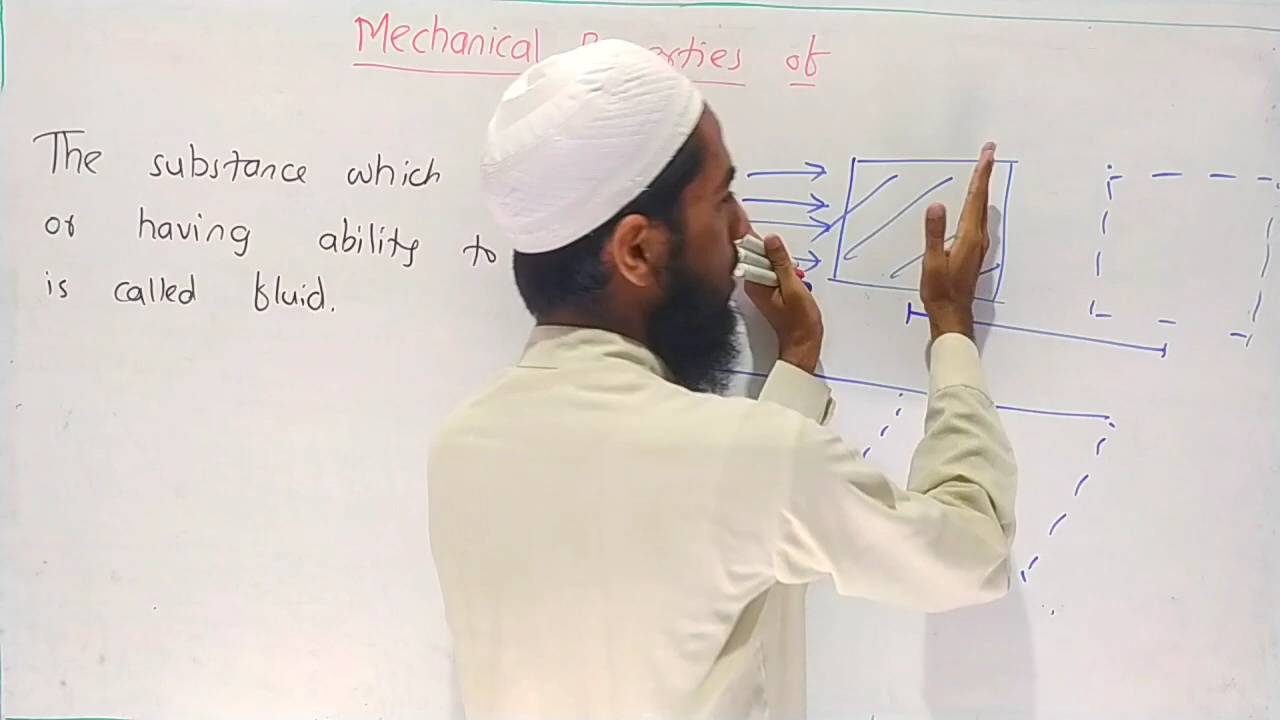 Mechanical of
The substance which
or having ability to
is called fluid.